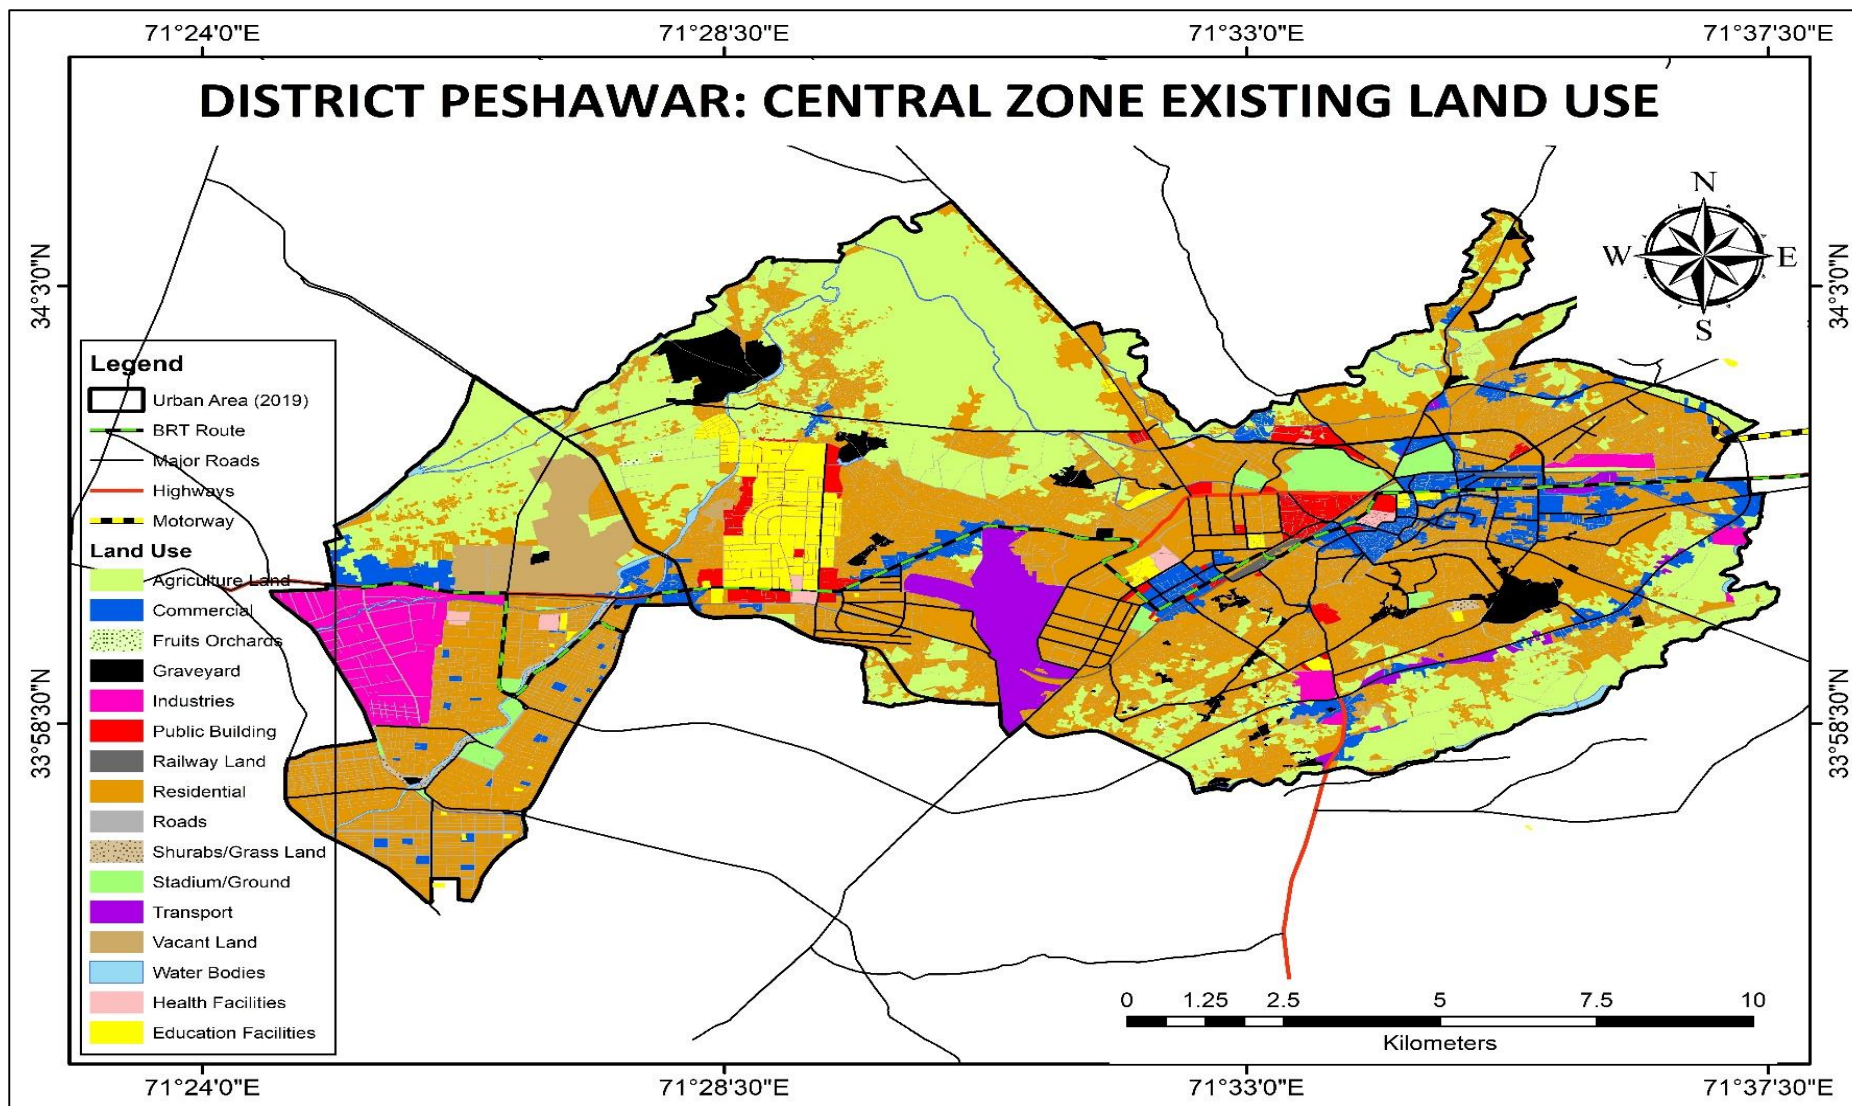 71°24'0"E 71°28'30"E 71°33'0"E 71°37'30"E
DISTRICT PESHAWAR: CENTRAL ZONE EXISTING LAND USE
N
W E
S
34°3'0"N 34°3'0"N
33°58'30"N 33°58'30"N
Legend
Urban Area (2019)
BRT Route
Major Roads
Highways
Motorway
Land Use
Agriculture Land
Commercial
Fruits Orchards
Graveyard
Industries
Public Building
Railway Land
Residential
Roads
Shurabs/Grass Land
Stadium/Ground
Transport
Vacant Land
Water Bodies
Health Facilities
Education Facilities
0 1.25 2.5 5 7.5 10
Kilometers
71°24'0"E 71°28'30"E 71°33'0"E 71°37'30"E